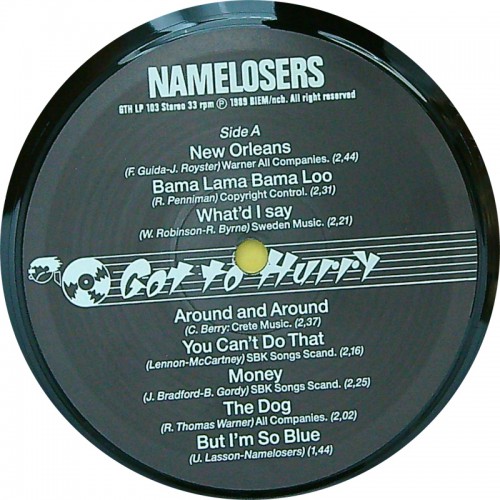 NAMELOSERS
GTH LP 103 Stereo 33 rpm Ⓟ 1989 BIEM/ncb. All right reserved
Side A
New Orleans
(F. Guida-J. Royster) Warner All Companies. (2,44)
Bama Lama Bama Loo
(R. Penniman) Copyright Control. (2,31)
What'd I say
(W. Robinson-R. Byrne) Sweden Music. (2,21)
Got to Hurry
Around and Around
(C. Berry: Crete Music. (2,37)
You Can't Do That
(Lennon-McCartney) SBK Songs Scand. (2,16)
Money
(J. Bradford-B. Gordy) SBK Songs Scand. (2,25)
The Dog
(R. Thomas Warner) All Companies. (2,02)
But I'm So Blue
(U. Lasson-Namelosers) (1,44)